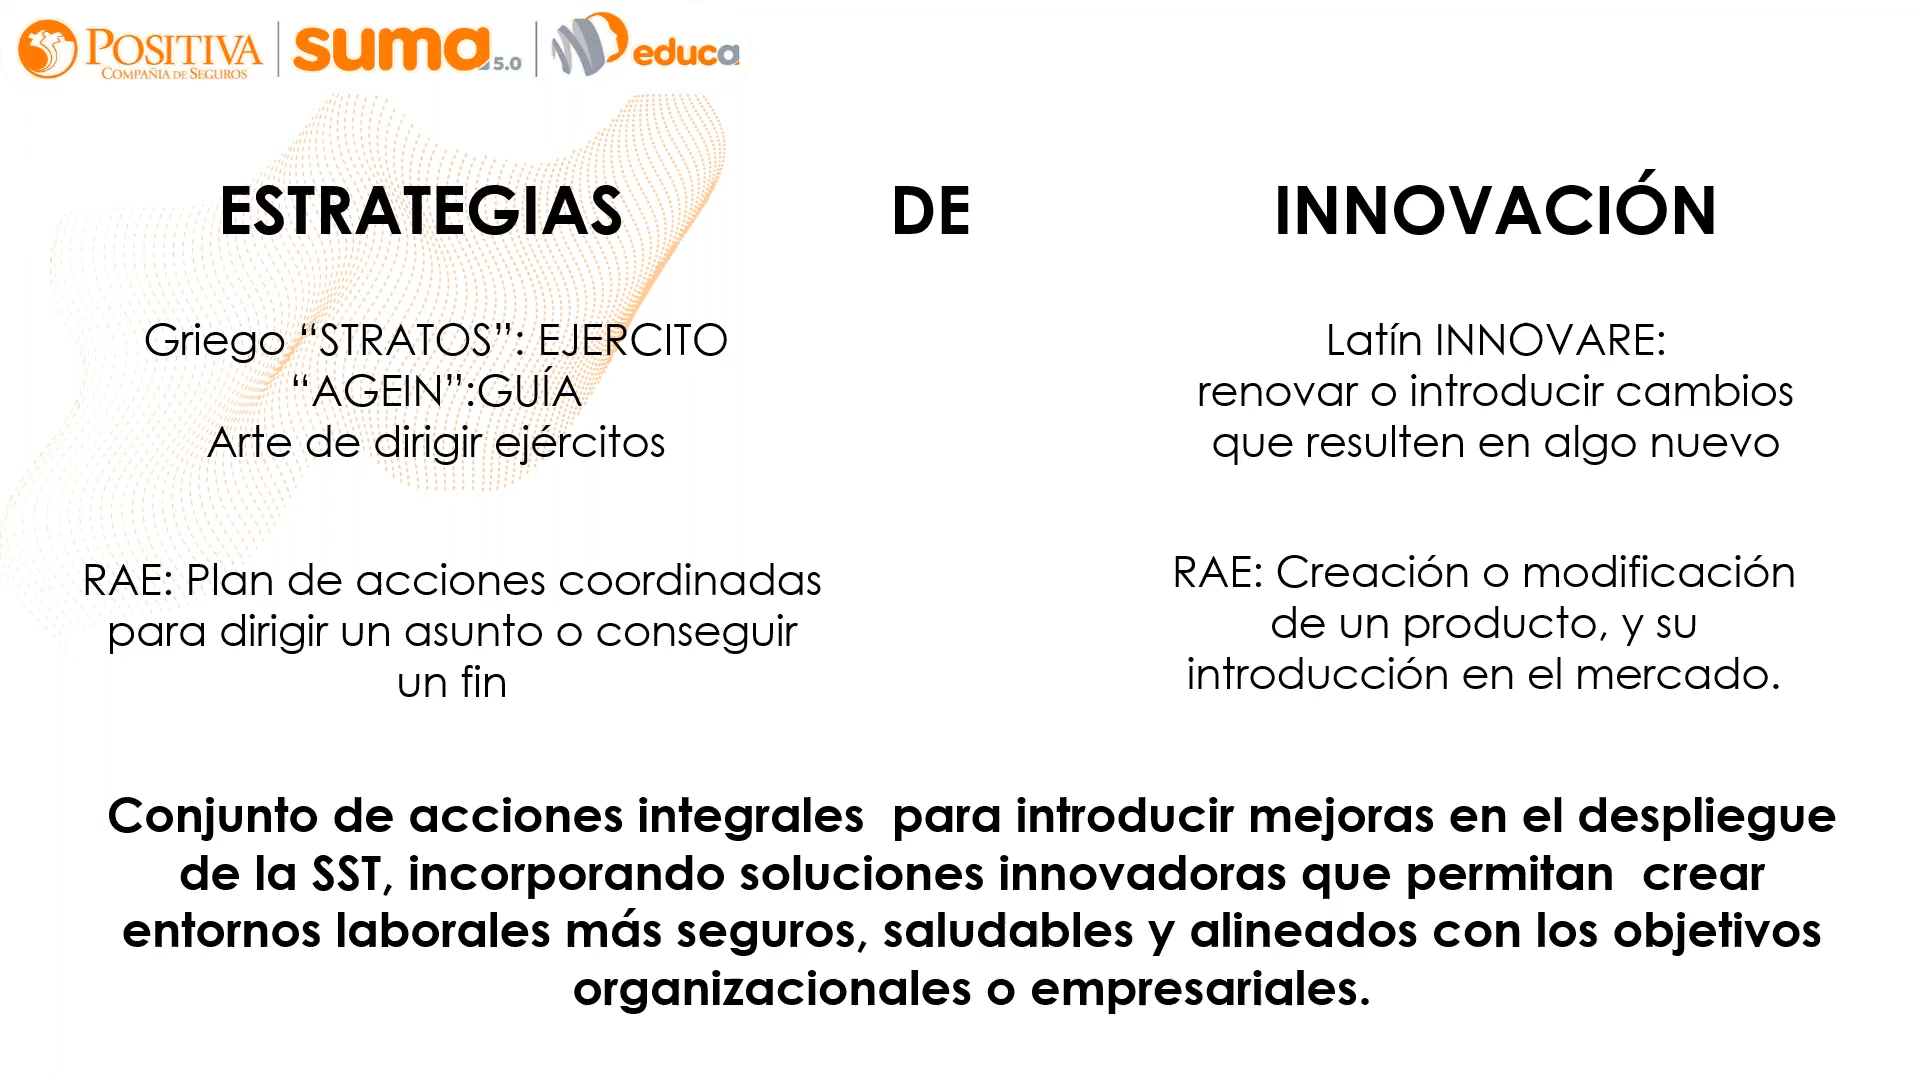 POSITIVA
COMPAÑIA DE SEGUROS
suma 5.0
educa
ESTRATEGIAS DE INNOVACIÓN
Griego “STRATOS”: EJERCITO
“AGEIN”:GUÍA
Arte de dirigir ejércitos
Latín INNOVARE:
renovar o introducir cambios
que resulten en algo nuevo
RAE: Plan de acciones coordinadas
para dirigir un asunto o conseguir
un fin
RAE: Creación o modificación
de un producto, y su
introducción en el mercado.
Conjunto de acciones integrales para introducir mejoras en el despliegue
de la SST, incorporando soluciones innovadoras que permitan crear
entornos laborales más seguros, saludables y alineados con los objetivos
organizacionales o empresariales.